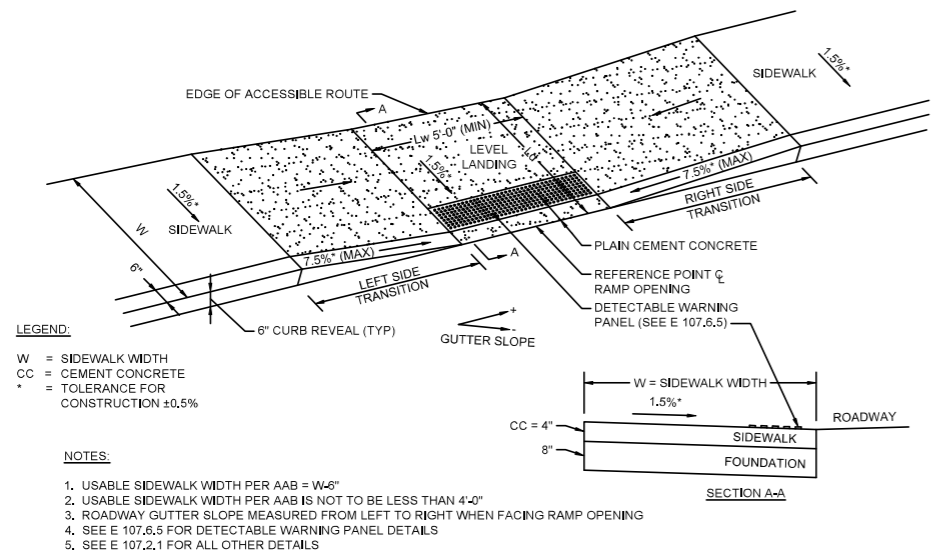 EDGE OF ACCESSIBLE ROUTE
A
Lw 5'-0" (MIN)
LEVEL
LANDING
Ld
1.5%*
1.5%*
SIDEWALK
7.5%* (MAX)
RIGHT SIDE
TRANSITION
1.5%*
SIDEWALK
W
6"
7.5%* (MAX)
LEFT SIDE
TRANSITION
A
PLAIN CEMENT CONCRETE
REFERENCE POINT ℄
RAMP OPENING
DETECTABLE WARNING
PANEL (SEE E 107.6.5)
6" CURB REVEAL (TYP)
+
-
GUTTER SLOPE
LEGEND:
W = SIDEWALK WIDTH
CC = CEMENT CONCRETE
* = TOLERANCE FOR
CONSTRUCTION ±0.5%
W = SIDEWALK WIDTH
1.5%*
ROADWAY
CC = 4"
SIDEWALK
8"
FOUNDATION
SECTION A-A
NOTES:
1. USABLE SIDEWALK WIDTH PER AAB = W-6"
2. USABLE SIDEWALK WIDTH PER AAB IS NOT TO BE LESS THAN 4'-0"
3. ROADWAY GUTTER SLOPE MEASURED FROM LEFT TO RIGHT WHEN FACING RAMP OPENING
4. SEE E 107.6.5 FOR DETECTABLE WARNING PANEL DETAILS
5. SEE E 107.2.1 FOR ALL OTHER DETAILS